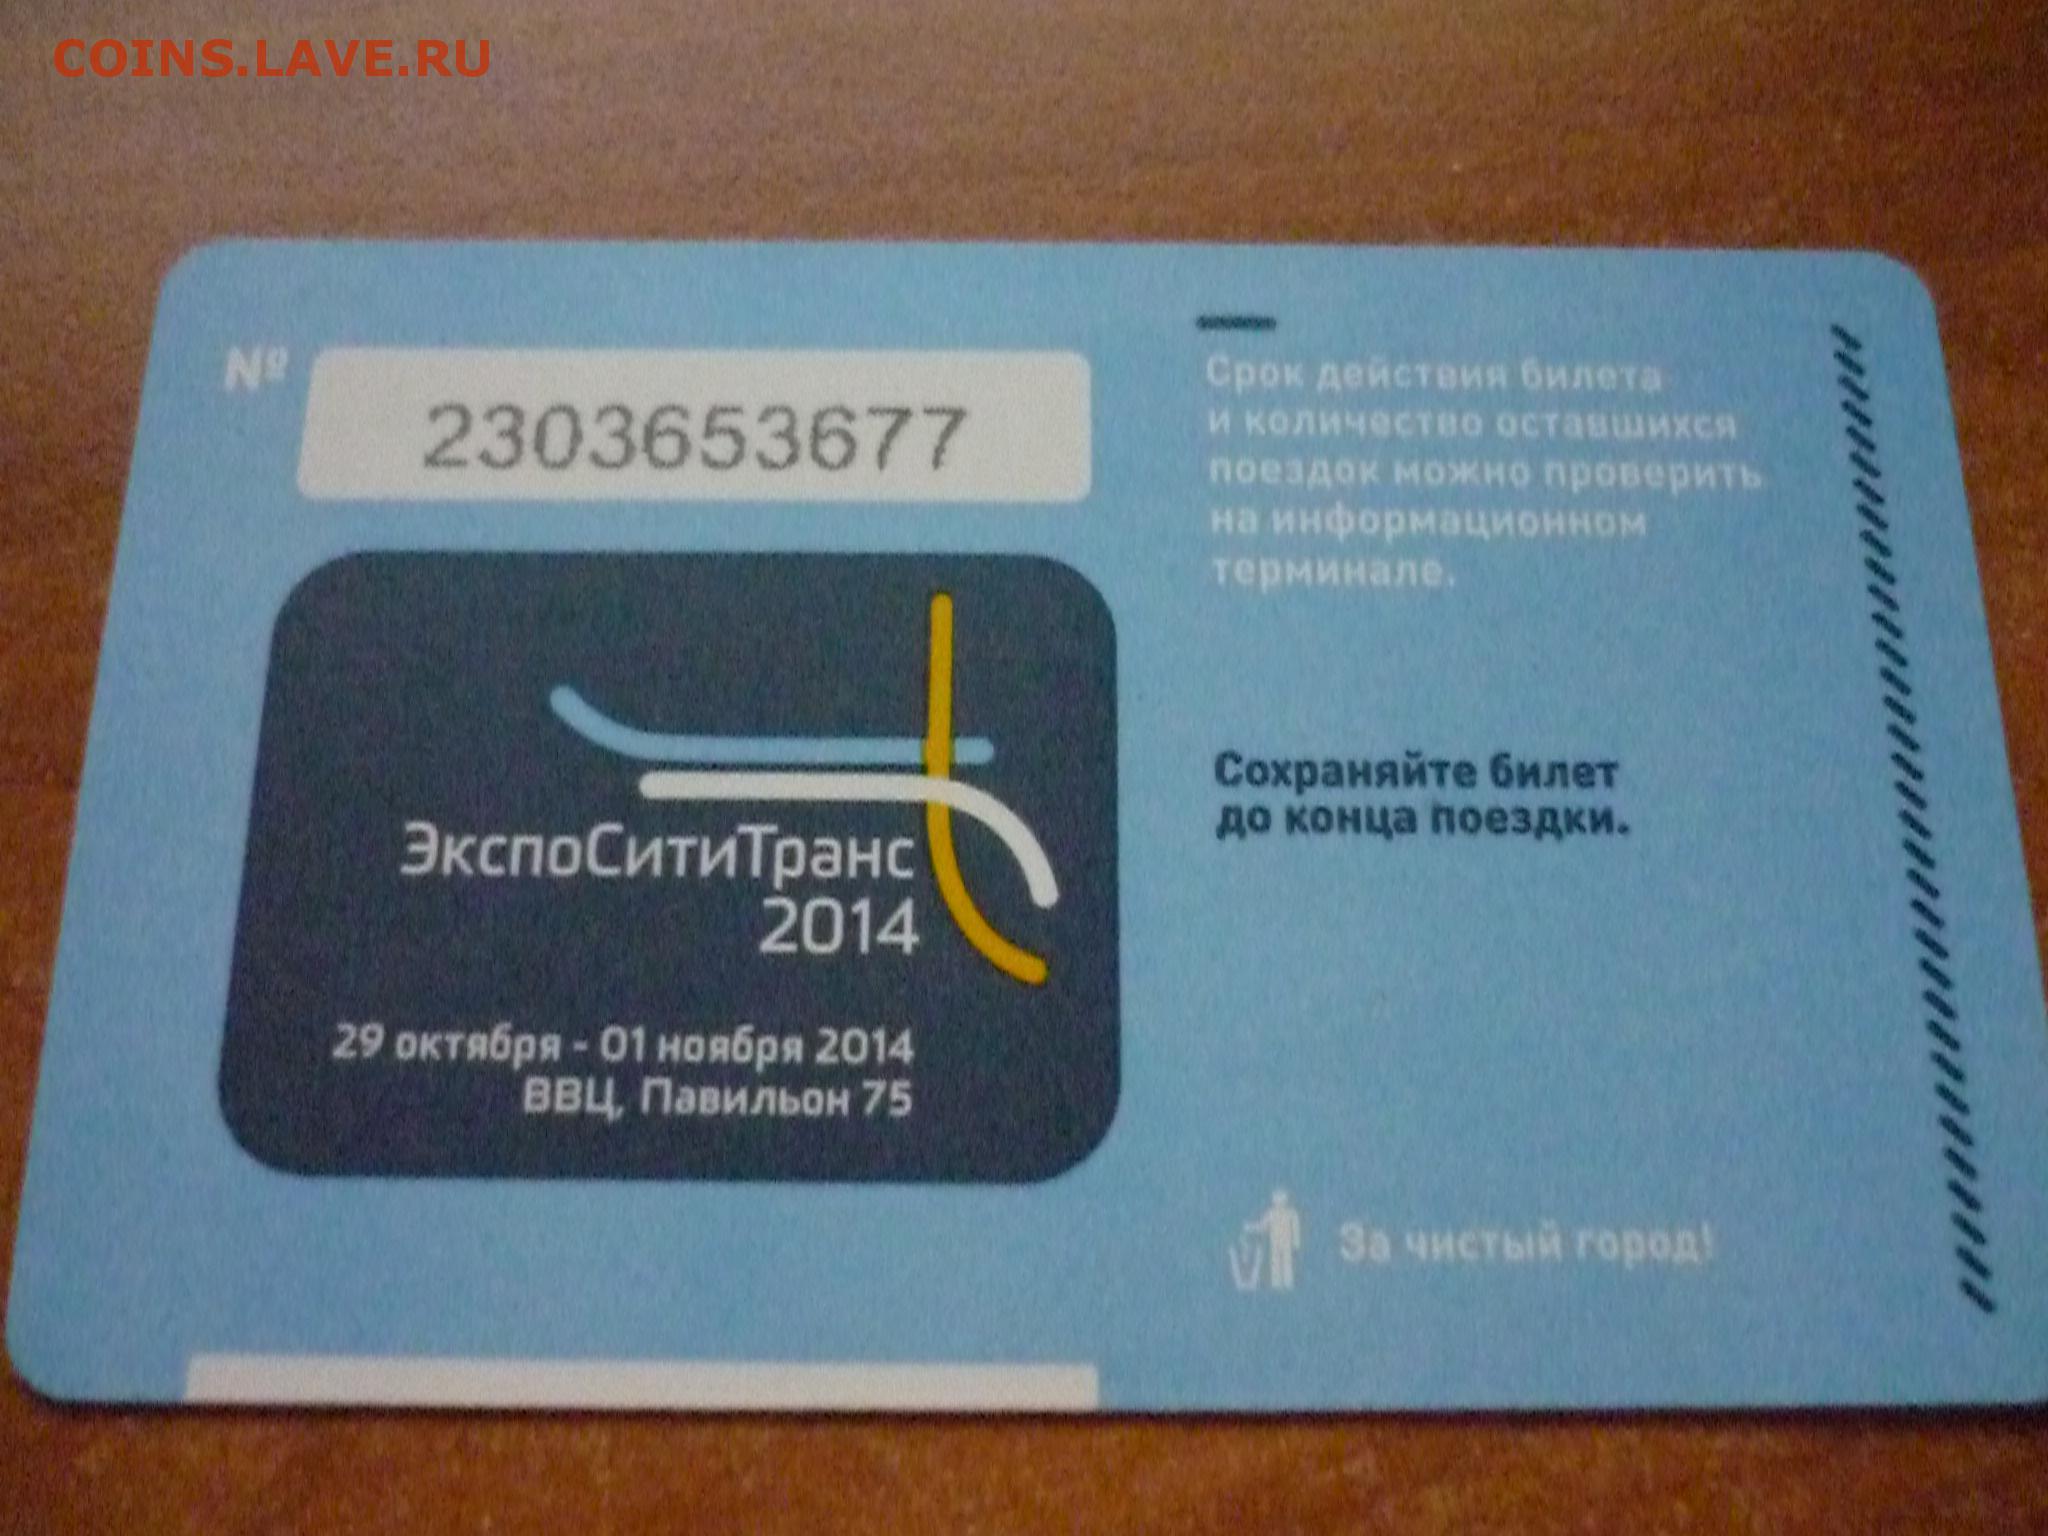 COINS.LAVE.RU
№ 2303653677
ЭкспоСитиТранс
2014
29 октября - 01 ноября 2014
ВВЦ, Павильон 75
Срок действия билета
и количество оставшихся
поездок можно проверить
на информационном
терминале.
Сохраняйте билет
до конца поездки.
За чистый город!